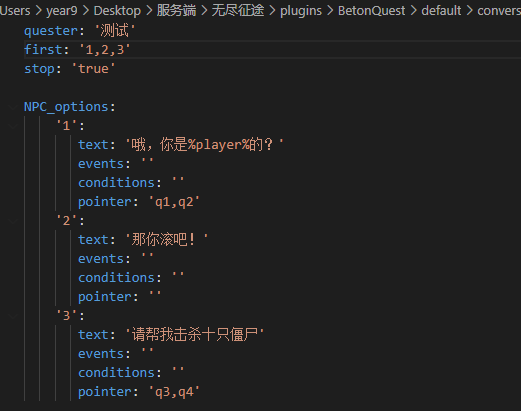 Users > year9 > Desktop > 服务端 > 无尽征途 > plugins > BetonQuest > default > convers
quester: '测试'
first: '1,2,3'
stop: 'true'
NPC_options:
'1':
text: '哦，你是%player%的？'
events: ''
conditions: ''
pointer: 'q1,q2'
'2':
text: '那你滚吧！'
events: ''
conditions: ''
pointer: ''
'3':
text: '请帮我击杀十只僵尸'
events: ''
conditions: ''
pointer: 'q3,q4'